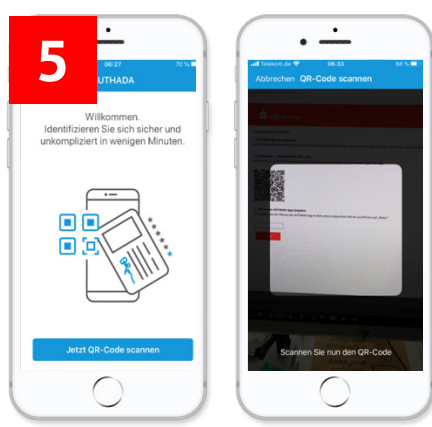 5
06:27
70 %
UTHADA
Willkommen.
Identifizieren Sie sich sicher und
unkompliziert in wenigen Minuten.
Jetzt QR-Code scannen
Telekom.de
06:33
68 %
Abbrechen QR-Code scannen
Scannen Sie nun den QR-Code